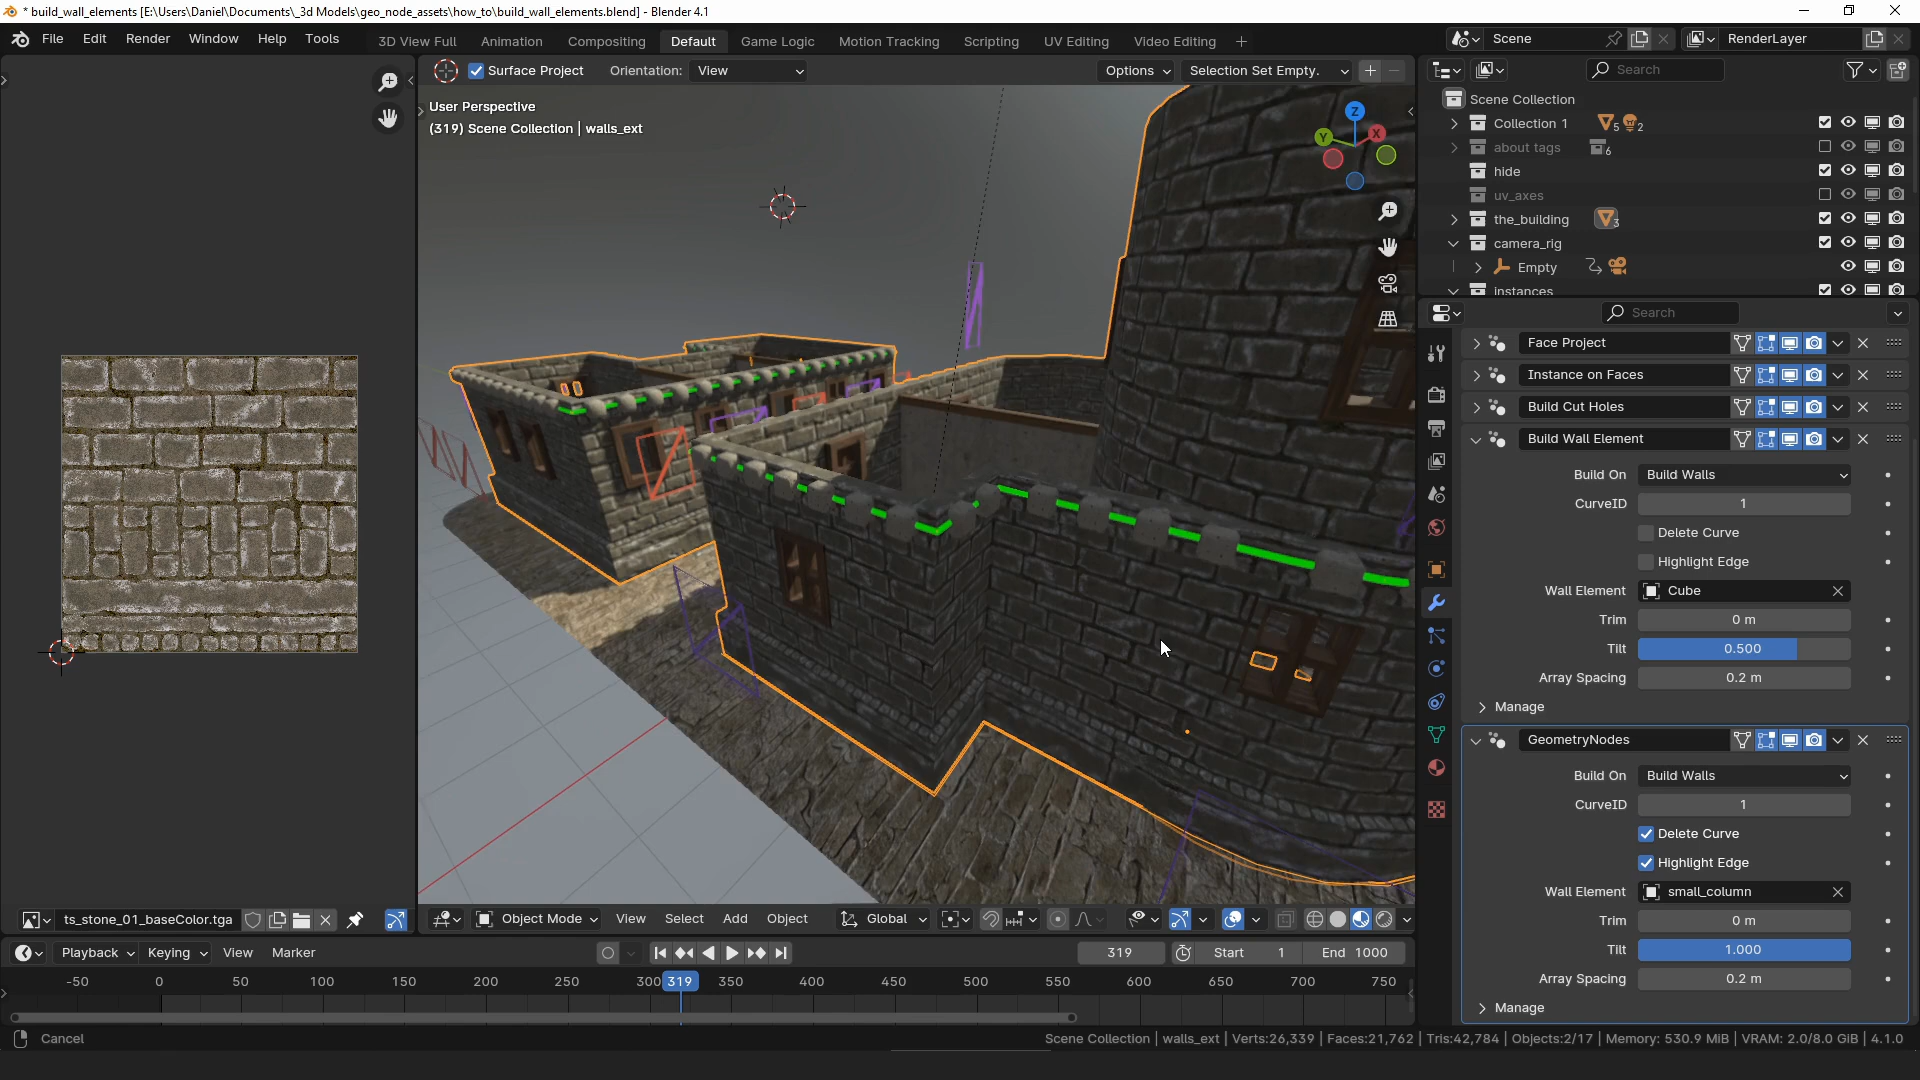 * build_wall_elements [E:\Users\Daniel\Documents\_3d Models\geo_node_assets\how_to\build_wall_elements.blend] - Blender 4.1
File Edit Render Window Help Tools
3D View Full Animation Compositing Default Game Logic Motion Tracking Scripting UV Editing Video Editing +
Scene RenderLayer
Surface Project Orientation: View Options Selection Set Empty.
Search
User Perspective
(319) Scene Collection | walls_ext
Z
Y
X
Scene Collection
Collection 1 5 2
about tags 6
hide
uv_axes
the_building 3
camera_rig
Empty
instances
Search
Face Project
Instance on Faces
Build Cut Holes
Build Wall Element
Build On Build Walls
CurveID 1
Delete Curve
Highlight Edge
Wall Element Cube
Trim 0 m
Tilt 0.500
Array Spacing 0.2 m
Manage
GeometryNodes
Build On Build Walls
CurveID 1
Delete Curve
Highlight Edge
Wall Element small_column
Trim 0 m
Tilt 1.000
Array Spacing 0.2 m
Manage
ts_stone_01_baseColor.tga
Object Mode View Select Add Object Global
Playback Keying View Marker 319 Start 1 End 1000
-50 0 50 100 150 200 250 300 319 350 400 450 500 550 600 650 700 750
Cancel
Scene Collection | walls_ext | Verts:26,339 | Faces:21,762 | Tris:42,784 | Objects:2/17 | Memory: 530.9 MiB | VRAM: 2.0/8.0 GiB | 4.1.0